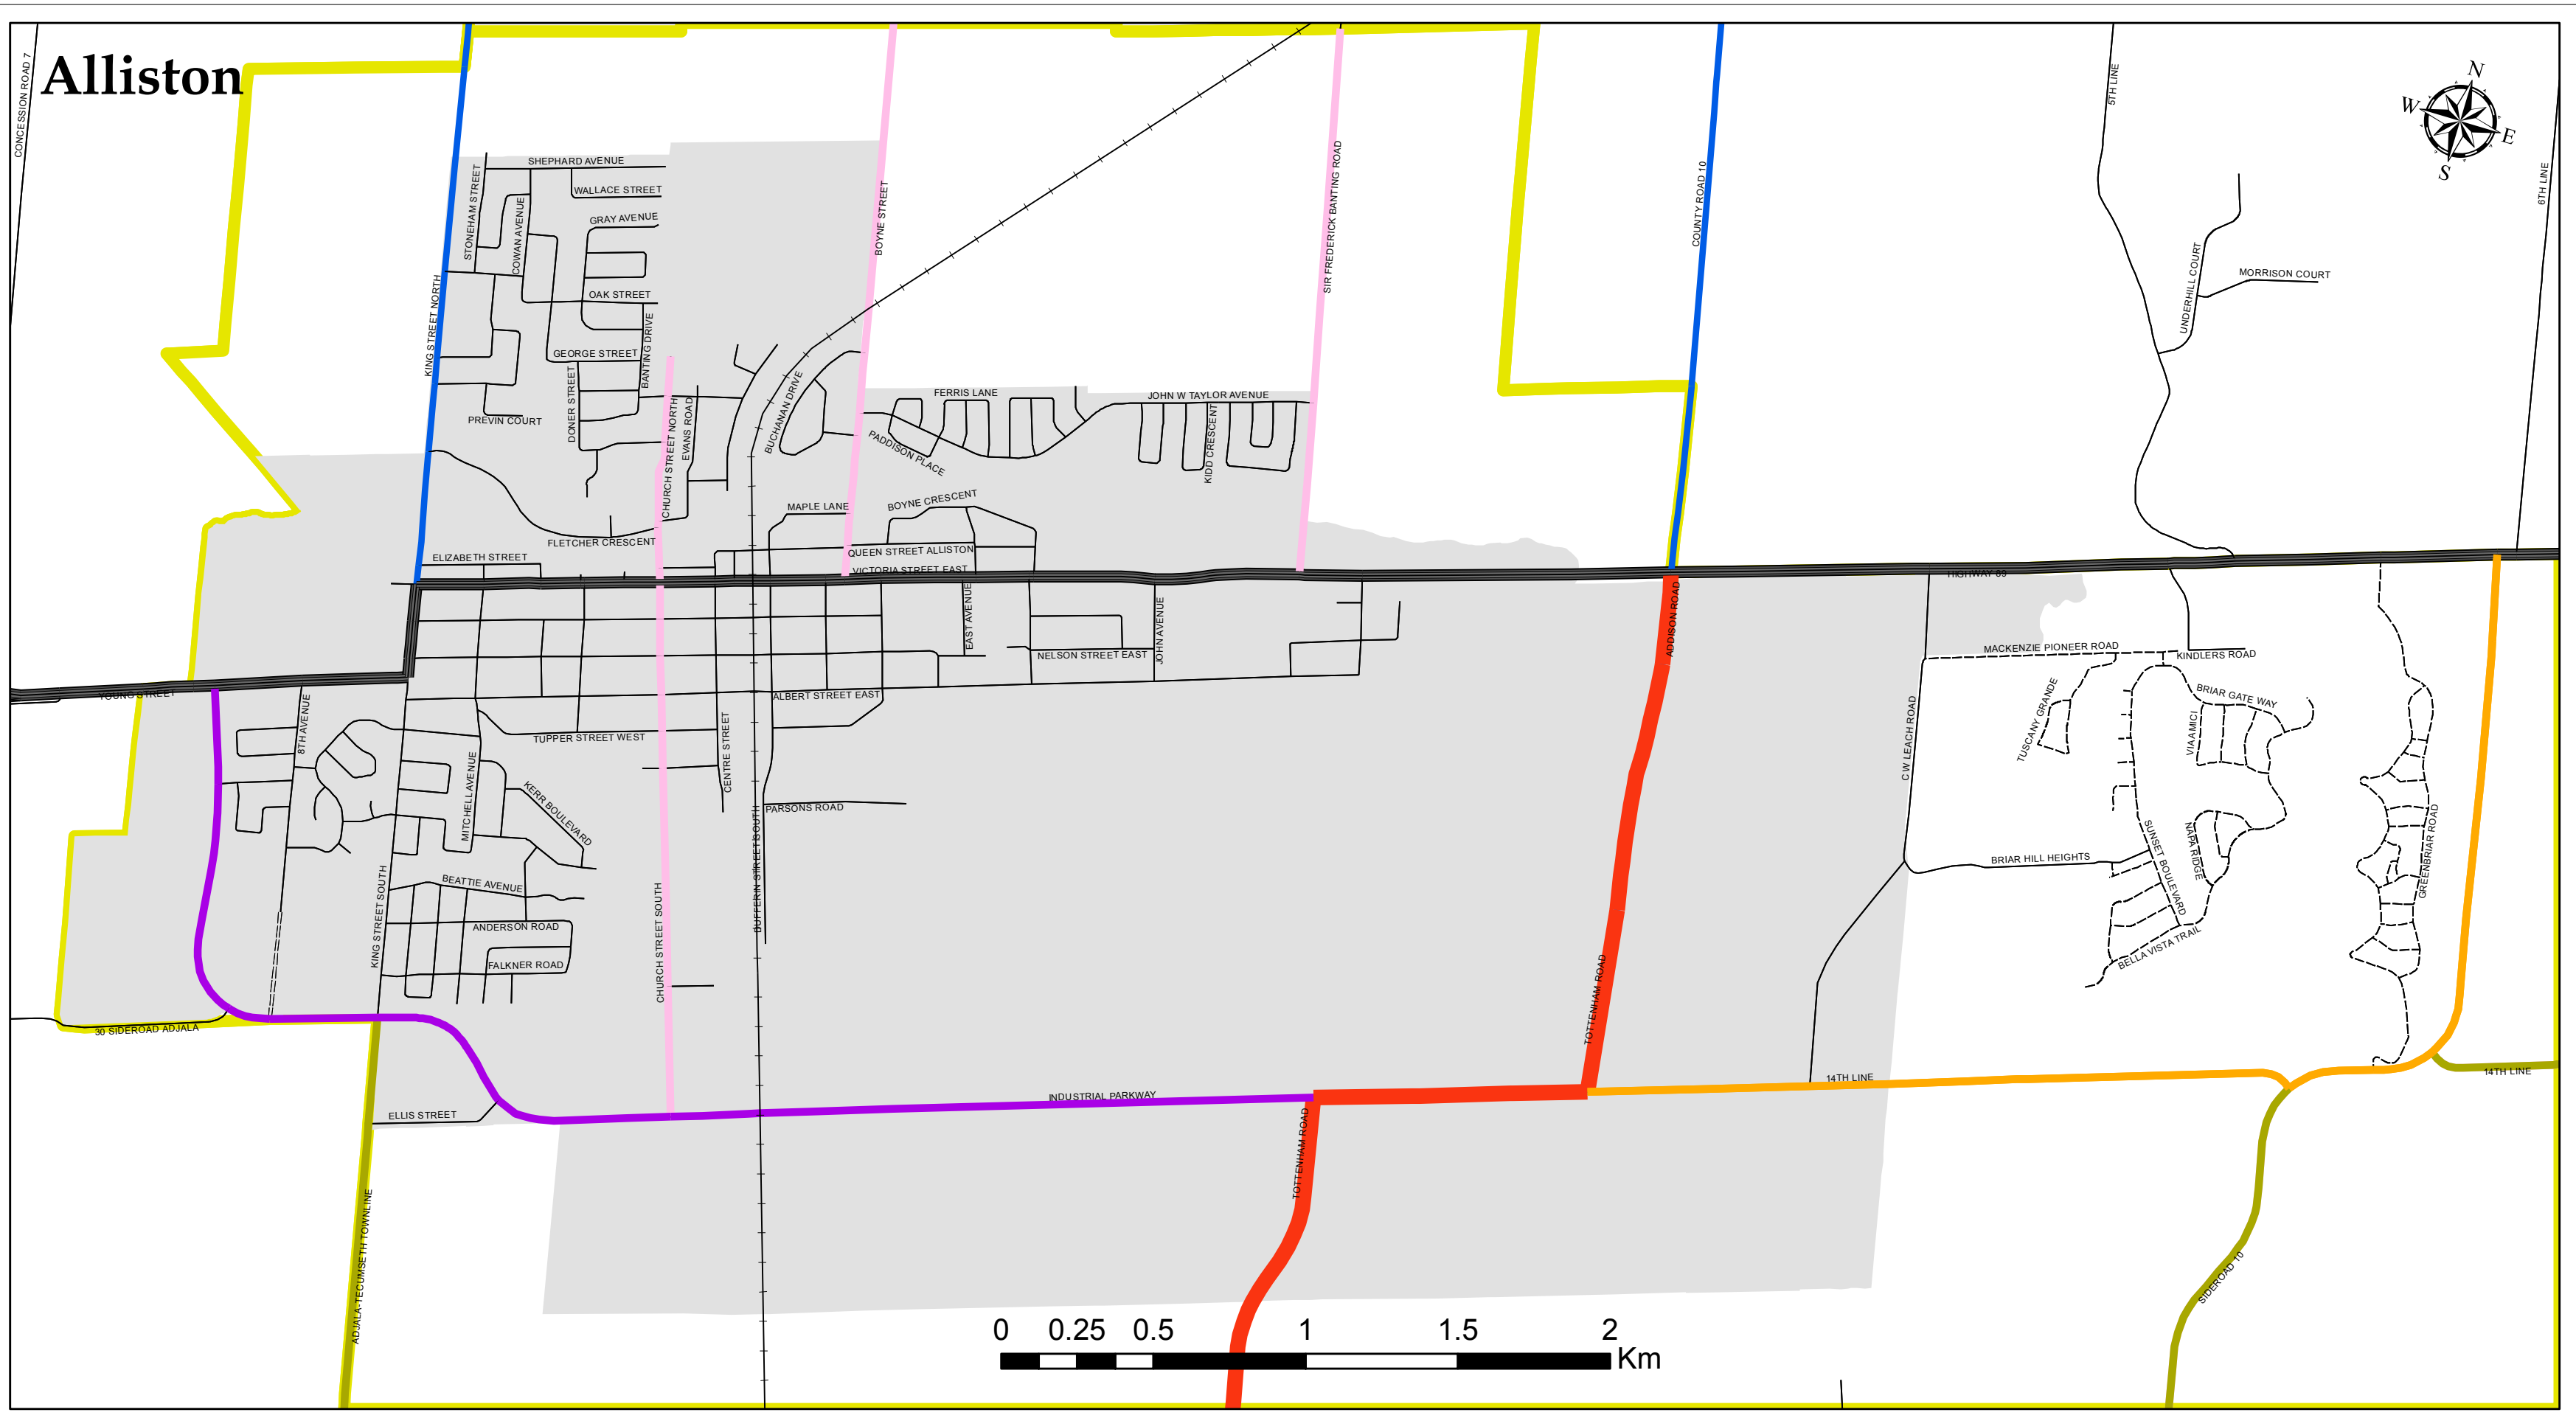 Alliston
N
W
E
S
CONCESSION ROAD 7
5TH LINE
6TH LINE
SHEPHARD AVENUE
WALLACE STREET
STONEHAM STREET
COWAN AVENUE
GRAY AVENUE
BOYNE STREET
SIR FREDERICK BANTING ROAD
COUNTY ROAD 10
UNDERHILL COURT
MORRISON COURT
KING STREET NORTH
OAK STREET
BANTING DRIVE
GEORGE STREET
DONER STREET
PREVIN COURT
CHURCH STREET NORTH
EVANS ROAD
BUCHANAN DRIVE
FERRIS LANE
JOHN W TAYLOR AVENUE
PADDISON PLACE
KIDD CRESCENT
MAPLE LANE
BOYNE CRESCENT
FLETCHER CRESCENT
ELIZABETH STREET
QUEEN STREET ALLISTON
VICTORIA STREET EAST
HIGHWAY 89
EAST AVENUE
JOHN AVENUE
ADDISON ROAD
NELSON STREET EAST
MACKENZIE PIONEER ROAD
KINDLERS ROAD
YOUNG STREET
ALBERT STREET EAST
8TH AVENUE
TUPPER STREET WEST
CENTRE STREET
C W LEACH ROAD
TUSCANY GRANDE
BRIAR GATE WAY
VIA AMICI
MITCHELL AVENUE
KERR BOULEVARD
PARSONS ROAD
DUFFERIN STREET SOUTH
SUNSET BOULEVARD
NAPA RIDGE
GREENBRIAR ROAD
BRIAR HILL HEIGHTS
KING STREET SOUTH
BEATTIE AVENUE
ANDERSON ROAD
FALKNER ROAD
CHURCH STREET SOUTH
BELLA VISTA TRAIL
TOTTENHAM ROAD
30 SIDEROAD ADJALA
14TH LINE
14TH LINE
INDUSTRIAL PARKWAY
ELLIS STREET
TOTTENHAM ROAD
ADJALA-TECUMSETH TOWNLINE
SIDEROAD 10
0 0.25 0.5 1 1.5 2
Km